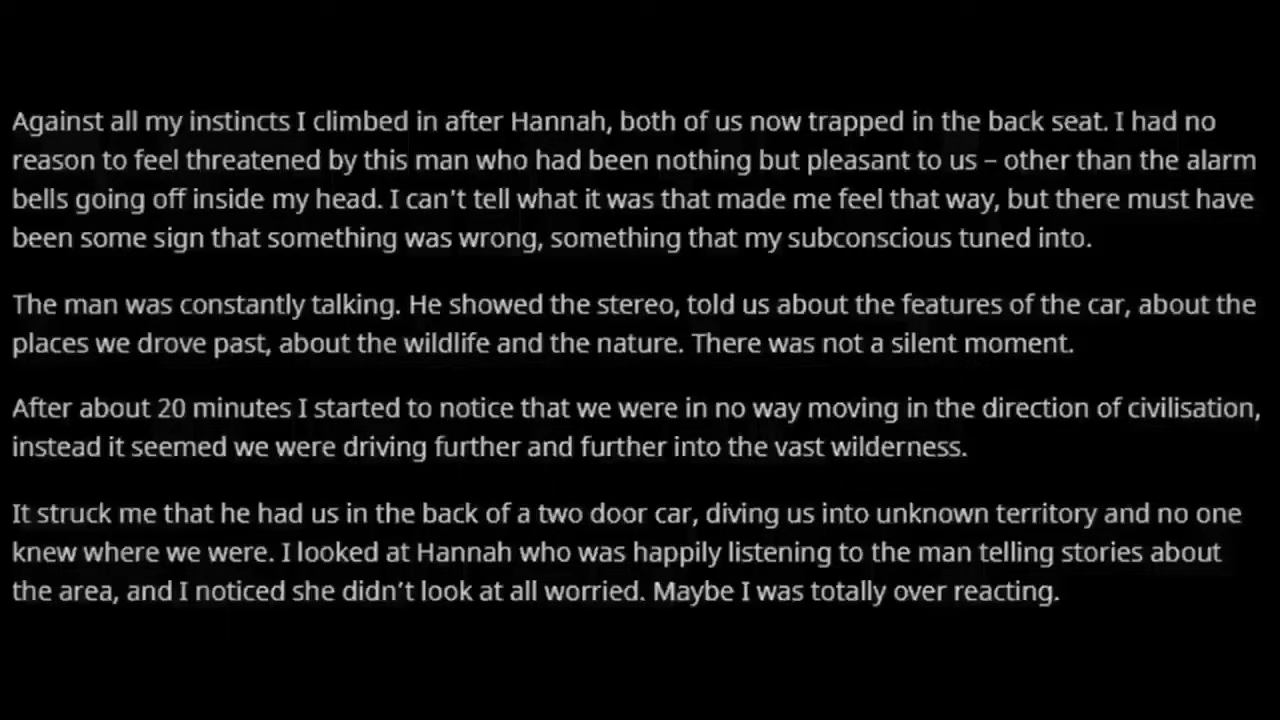 Against all my instincts I climbed in after Hannah, both of us now trapped in the back seat. I had no
reason to feel threatened by this man who had been nothing but pleasant to us – other than the alarm
bells going off inside my head. I can't tell what it was that made me feel that way, but there must have
been some sign that something was wrong, something that my subconscious tuned into.
The man was constantly talking. He showed the stereo, told us about the features of the car, about the
places we drove past, about the wildlife and the nature. There was not a silent moment.
After about 20 minutes I started to notice that we were in no way moving in the direction of civilisation,
instead it seemed we were driving further and further into the vast wilderness.
It struck me that he had us in the back of a two door car, diving us into unknown territory and no one
knew where we were. I looked at Hannah who was happily listening to the man telling stories about
the area, and I noticed she didn’t look at all worried. Maybe I was totally over reacting.